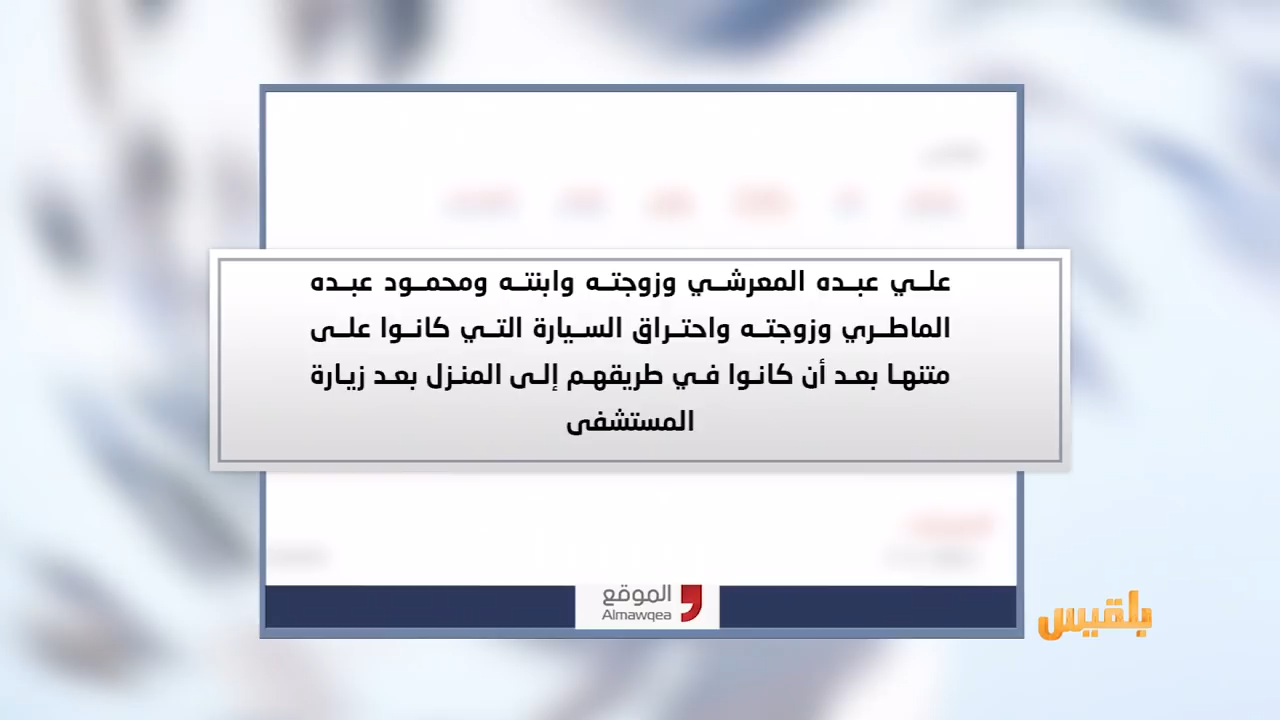 علي عبده المعرشي وزوجته وابنته ومحمود عبده
الماطري وزوجته واحتراق السيارة التي كانوا على
متنها بعد أن كانوا في طريقهم إلى المنزل بعد زيارة
المستشفى
الموقع
Almawqea
بلقيس